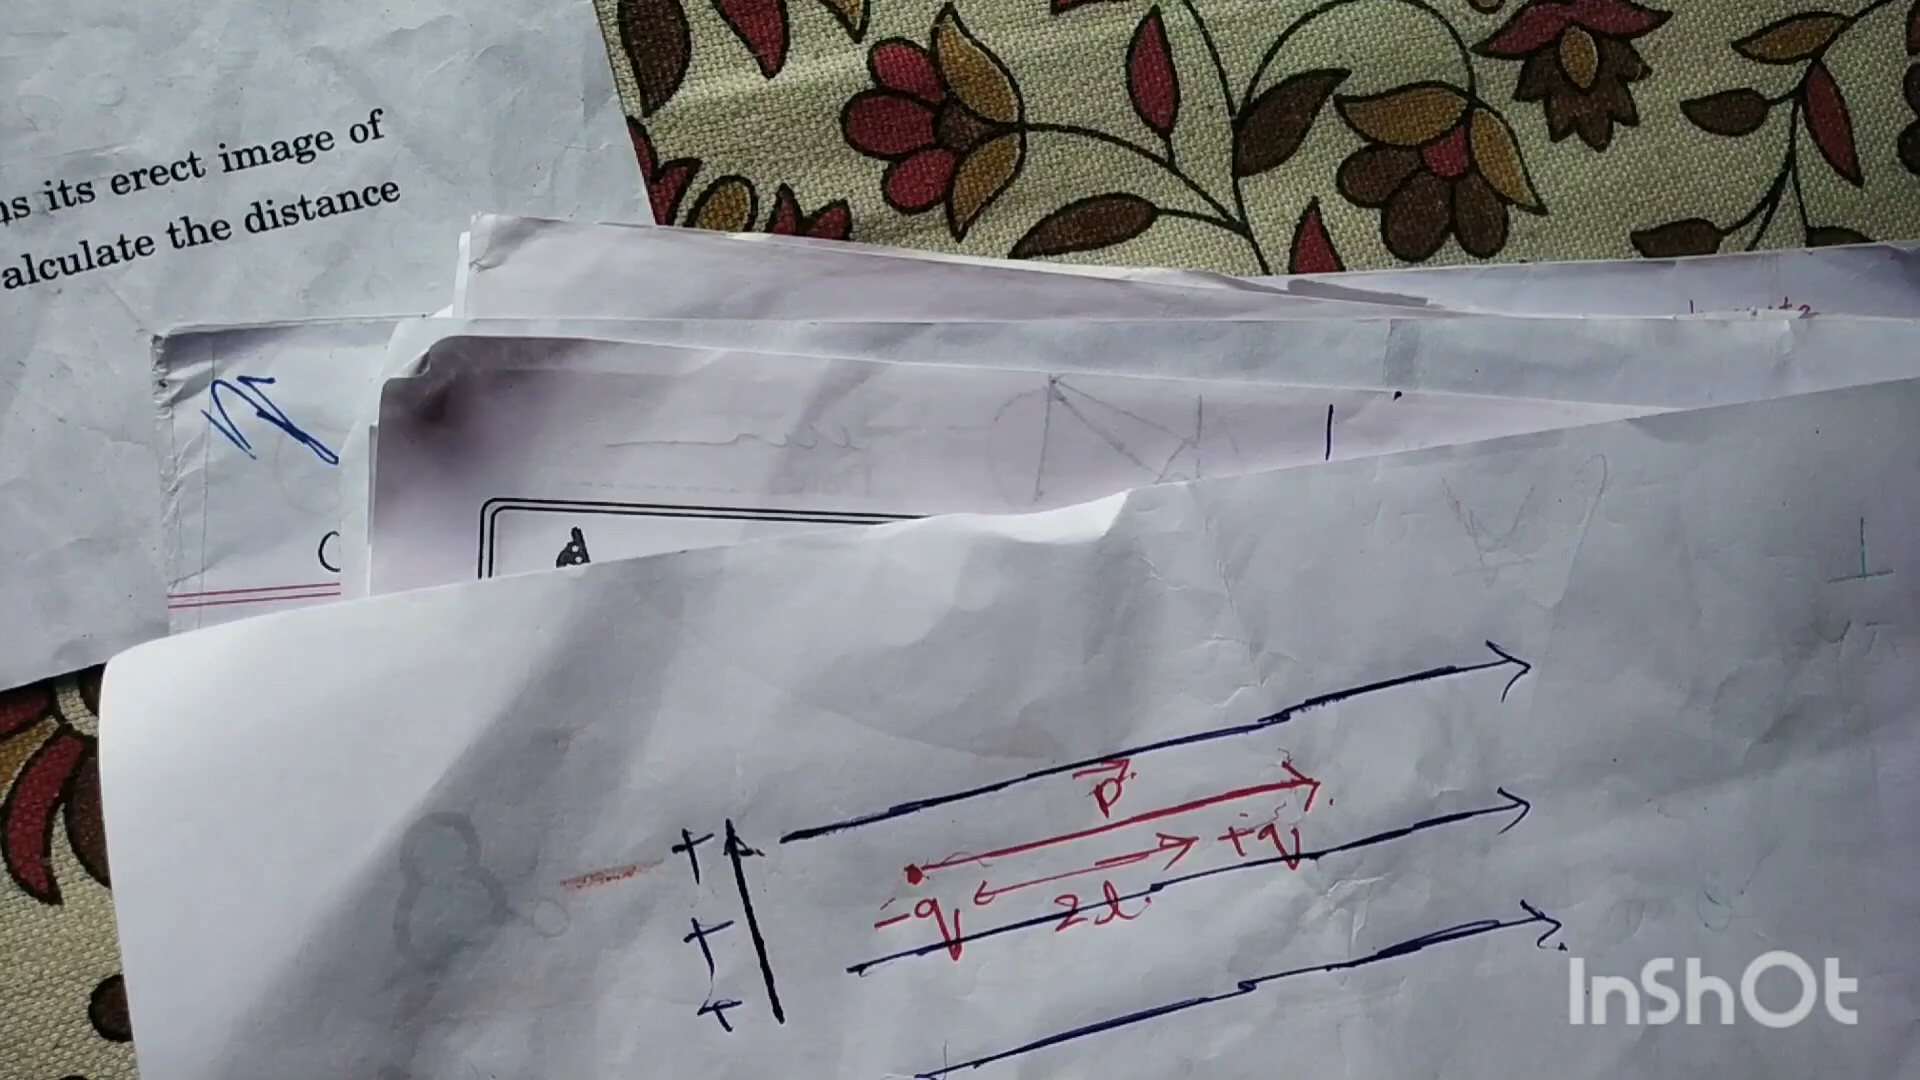 ns its erect image of
alculate the distance
p
+
-q
+q
2l
+
+
InShOt